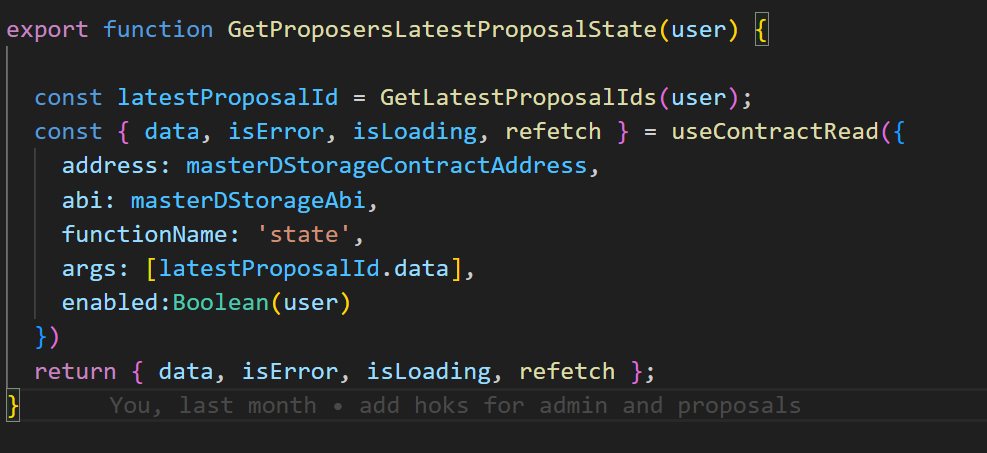 export function GetProposersLatestProposalState(user) {
const latestProposalId = GetLatestProposalIds(user);
const { data, isError, isLoading, refetch } = useContractRead({
address: masterDStorageContractAddress,
abi: masterDStorageAbi,
functionName: 'state',
args: [latestProposalId.data],
enabled:Boolean(user)
})
return { data, isError, isLoading, refetch };
} You, last month • add hoks for admin and proposals